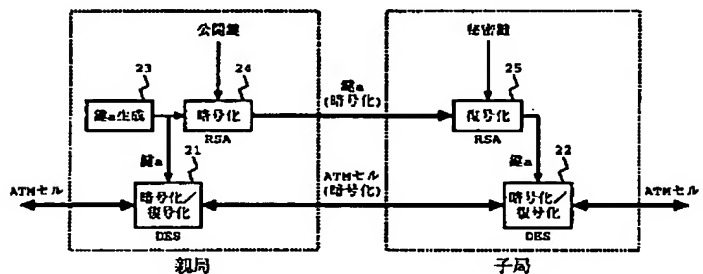 公開鍵
秘密鍵
23
24
鍵a
(暗号化)
25
鍵a生成
暗号化
復号化
RSA
RSA
鍵a
21
鍵a
22
ATMセル
暗号化/
復号化
ATMセル
(暗号化)
暗号化/
復号化
ATMセル
DES
DES
親局
子局